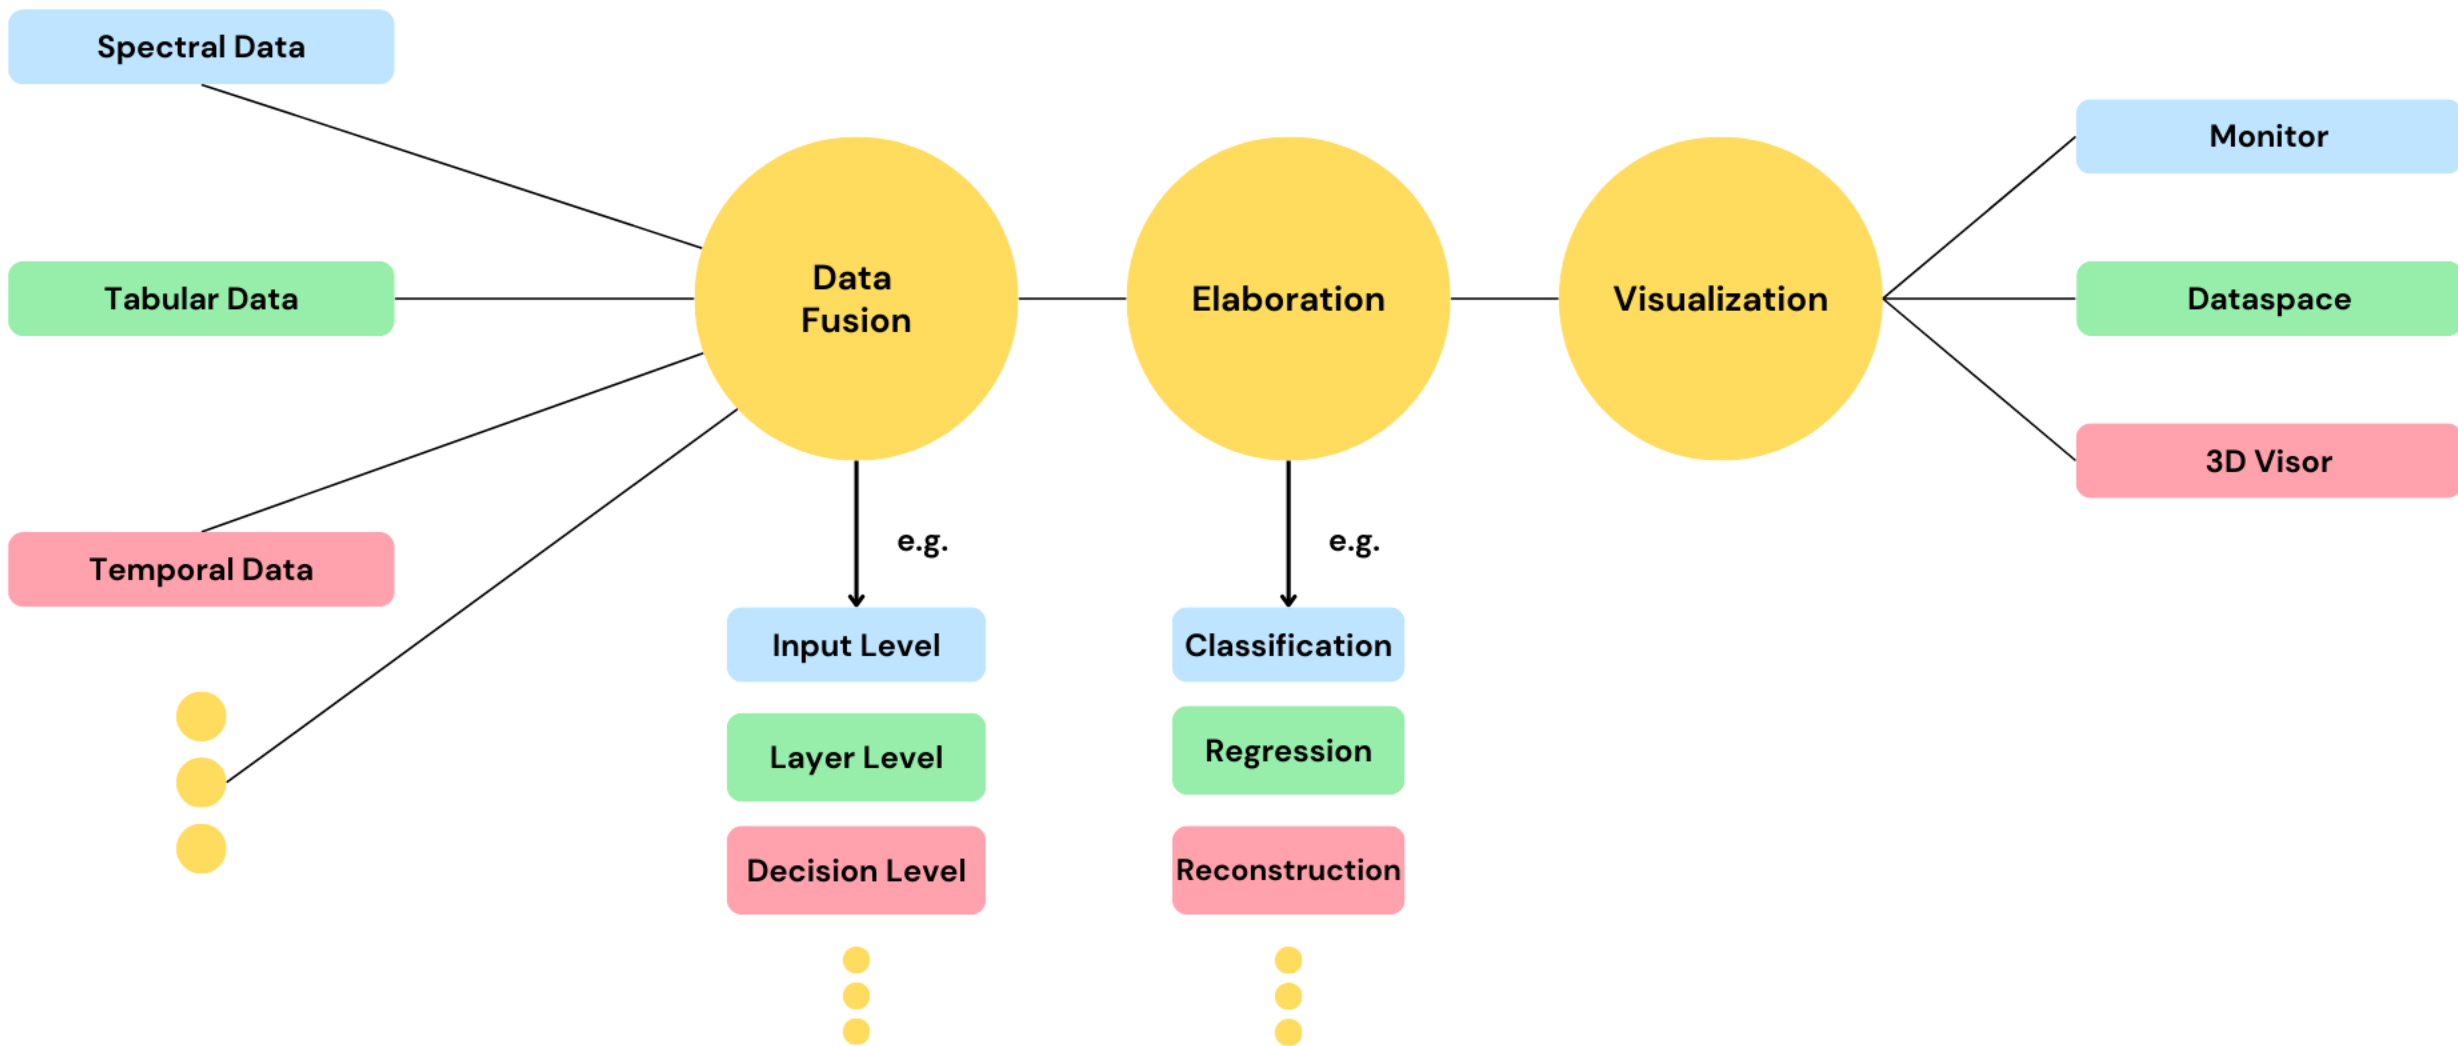 Spectral Data
Tabular Data
Temporal Data
Data
Fusion
e.g.
Input Level
Layer Level
Decision Level
Elaboration
e.g.
Classification
Regression
Reconstruction
Visualization
Monitor
Dataspace
3D Visor